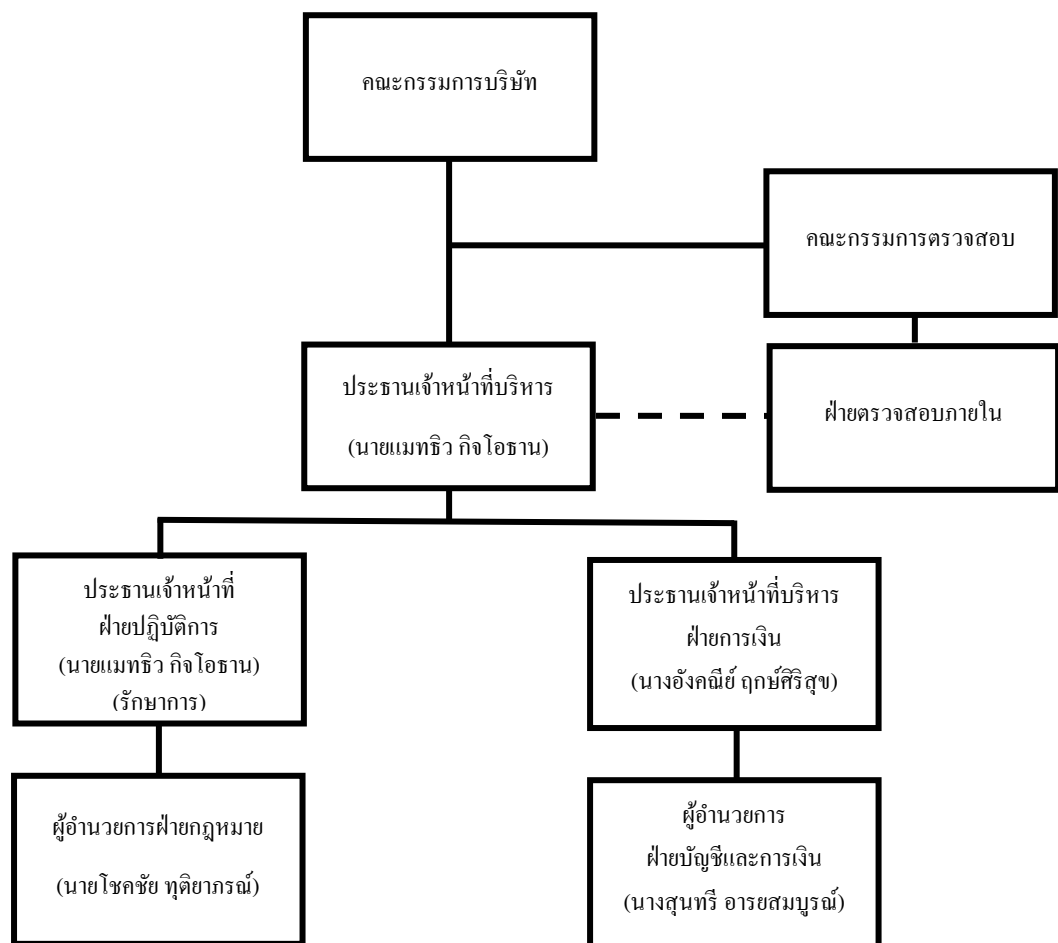 คณะกรรมการบริษัท
คณะกรรมการตรวจสอบ
ประธานเจ้าหน้าที่บริหาร
(นายแมทธิว กิจโอธาน)
ฝ่ายตรวจสอบภายใน
ประธานเจ้าหน้าที่
ฝ่ายปฏิบัติการ
(นายแมทธิว กิจโอธาน)
(รักษาการ)
ประธานเจ้าหน้าที่บริหาร
ฝ่ายการเงิน
(นางอังคณีย์ ฤกษ์ศิริสุข)
ผู้อำนวยการฝ่ายกฎหมาย
(นายโชคชัย ทุติยาภรณ์)
ผู้อำนวยการ
ฝ่ายบัญชีและการเงิน
(นางสุนทรี อารยสมบูรณ์)